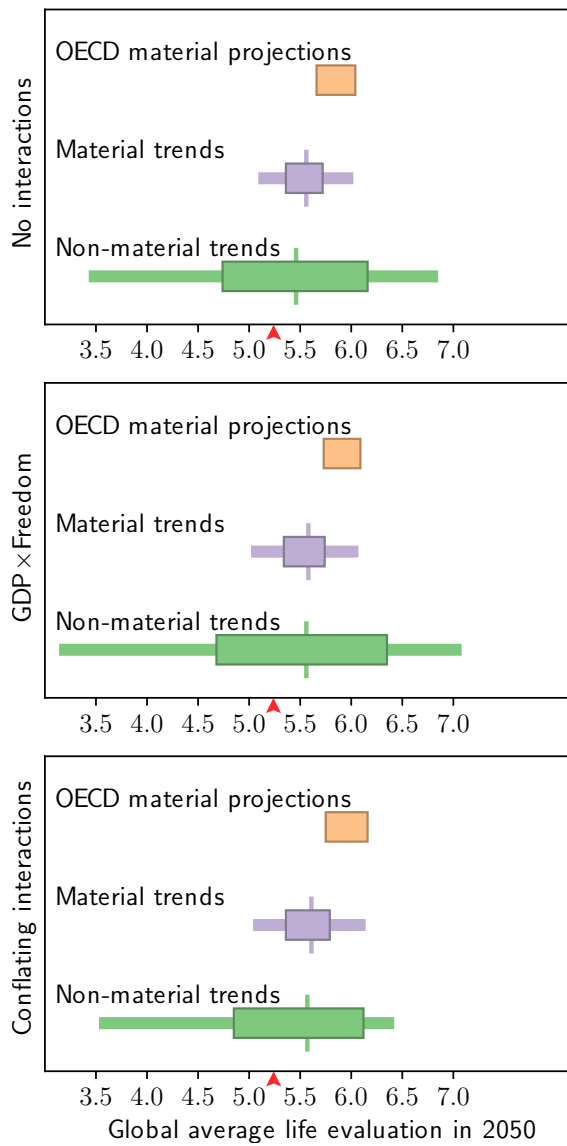 No interactions
OECD material projections
Material trends
Non-material trends
3.5 4.0 4.5 5.0 5.5 6.0 6.5 7.0
GDP×Freedom
OECD material projections
Material trends
Non-material trends
3.5 4.0 4.5 5.0 5.5 6.0 6.5 7.0
Conflating interactions
OECD material projections
Material trends
Non-material trends
3.5 4.0 4.5 5.0 5.5 6.0 6.5 7.0
Global average life evaluation in 2050